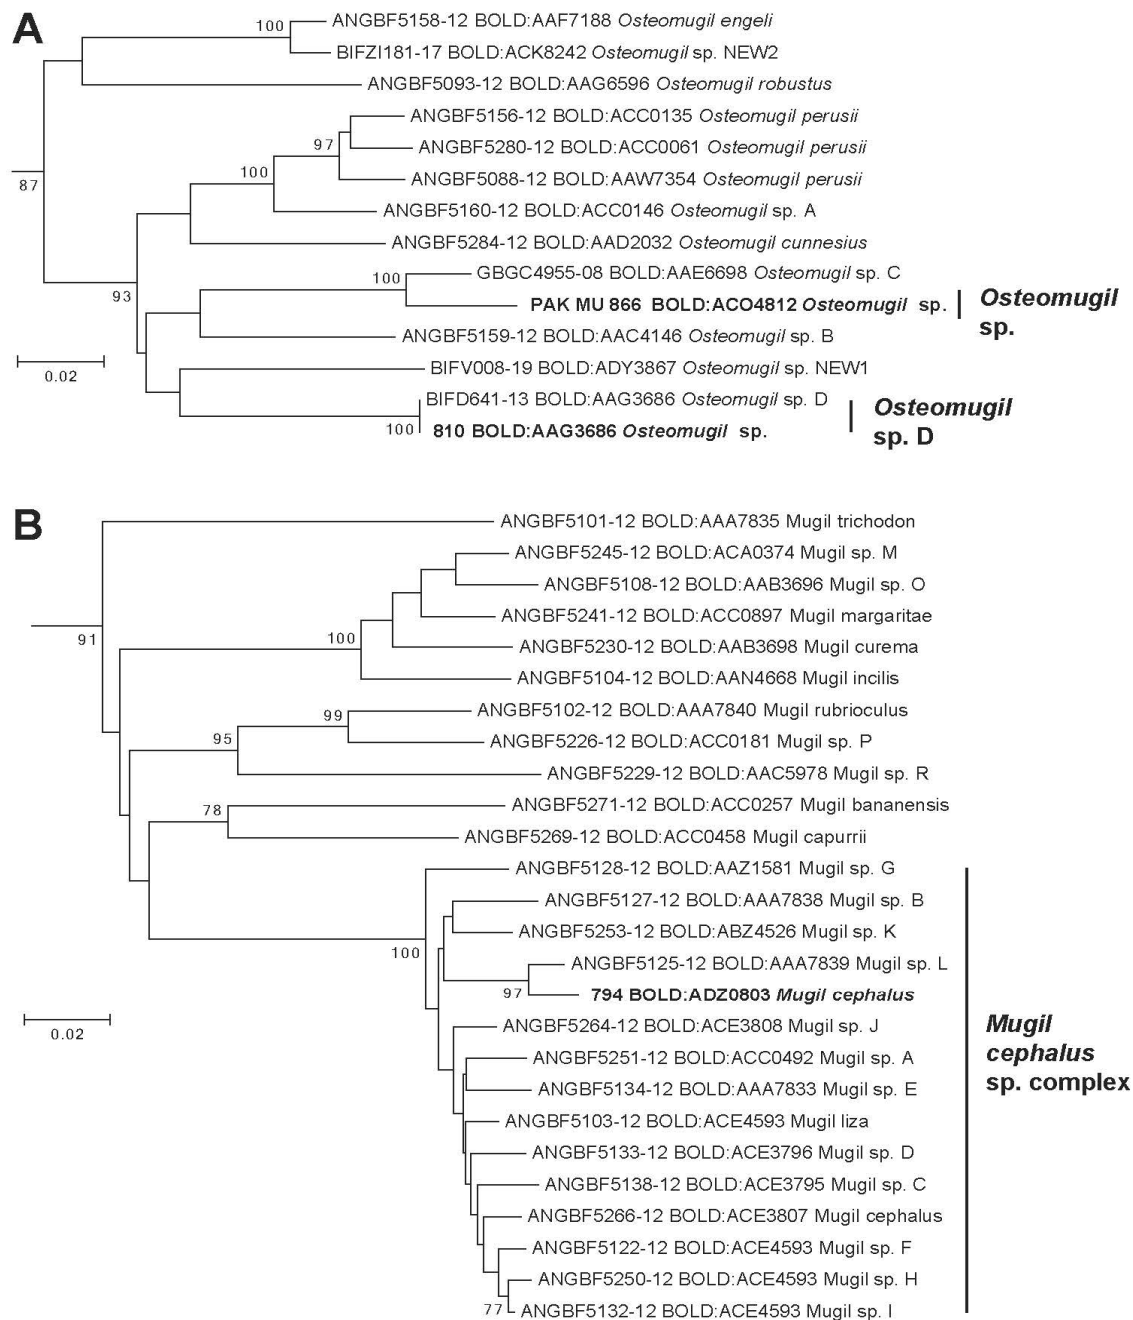 A
100
ANGBF5158-12 BOLD:AAF7188 Osteomugil engeli
BIFZI181-17 BOLD:ACK8242 Osteomugil sp. NEW2
ANGBF5093-12 BOLD:AAG6596 Osteomugil robustus
ANGBF5156-12 BOLD:ACC0135 Osteomugil perusii
97
ANGBF5280-12 BOLD:ACC0061 Osteomugil perusii
100
ANGBF5088-12 BOLD:AAW7354 Osteomugil perusii
87
ANGBF5160-12 BOLD:ACC0146 Osteomugil sp. A
ANGBF5284-12 BOLD:AAD2032 Osteomugil cunnesius
100
GBGC4955-08 BOLD:AAE6698 Osteomugil sp. C
93
PAK MU 866 BOLD:ACO4812 Osteomugil sp.
Osteomugil
sp.
ANGBF5159-12 BOLD:AAC4146 Osteomugil sp. B
0.02
BIFV008-19 BOLD:ADY3867 Osteomugil sp. NEW1
BIFD641-13 BOLD:AAG3686 Osteomugil sp. D
100
810 BOLD:AAG3686 Osteomugil sp.
Osteomugil
sp. D
B
ANGBF5101-12 BOLD:AAA7835 Mugil trichodon
ANGBF5245-12 BOLD:ACA0374 Mugil sp. M
ANGBF5108-12 BOLD:AAB3696 Mugil sp. O
ANGBF5241-12 BOLD:ACC0897 Mugil margaritae
91
100
ANGBF5230-12 BOLD:AAB3698 Mugil curema
ANGBF5104-12 BOLD:AAN4668 Mugil incilis
99
ANGBF5102-12 BOLD:AAA7840 Mugil rubrioculus
95
ANGBF5226-12 BOLD:ACC0181 Mugil sp. P
ANGBF5229-12 BOLD:AAC5978 Mugil sp. R
78
ANGBF5271-12 BOLD:ACC0257 Mugil bananensis
ANGBF5269-12 BOLD:ACC0458 Mugil capurrii
ANGBF5128-12 BOLD:AAZ1581 Mugil sp. G
ANGBF5127-12 BOLD:AAA7838 Mugil sp. B
ANGBF5253-12 BOLD:ABZ4526 Mugil sp. K
100
ANGBF5125-12 BOLD:AAA7839 Mugil sp. L
97
794 BOLD:ADZ0803 Mugil cephalus
0.02
ANGBF5264-12 BOLD:ACE3808 Mugil sp. J
ANGBF5251-12 BOLD:ACC0492 Mugil sp. A
ANGBF5134-12 BOLD:AAA7833 Mugil sp. E
Mugil
cephalus
sp. complex
ANGBF5103-12 BOLD:ACE4593 Mugil liza
ANGBF5133-12 BOLD:ACE3796 Mugil sp. D
ANGBF5138-12 BOLD:ACE3795 Mugil sp. C
ANGBF5266-12 BOLD:ACE3807 Mugil cephalus
ANGBF5122-12 BOLD:ACE4593 Mugil sp. F
ANGBF5250-12 BOLD:ACE4593 Mugil sp. H
77
ANGBF5132-12 BOLD:ACE4593 Mugil sp. I